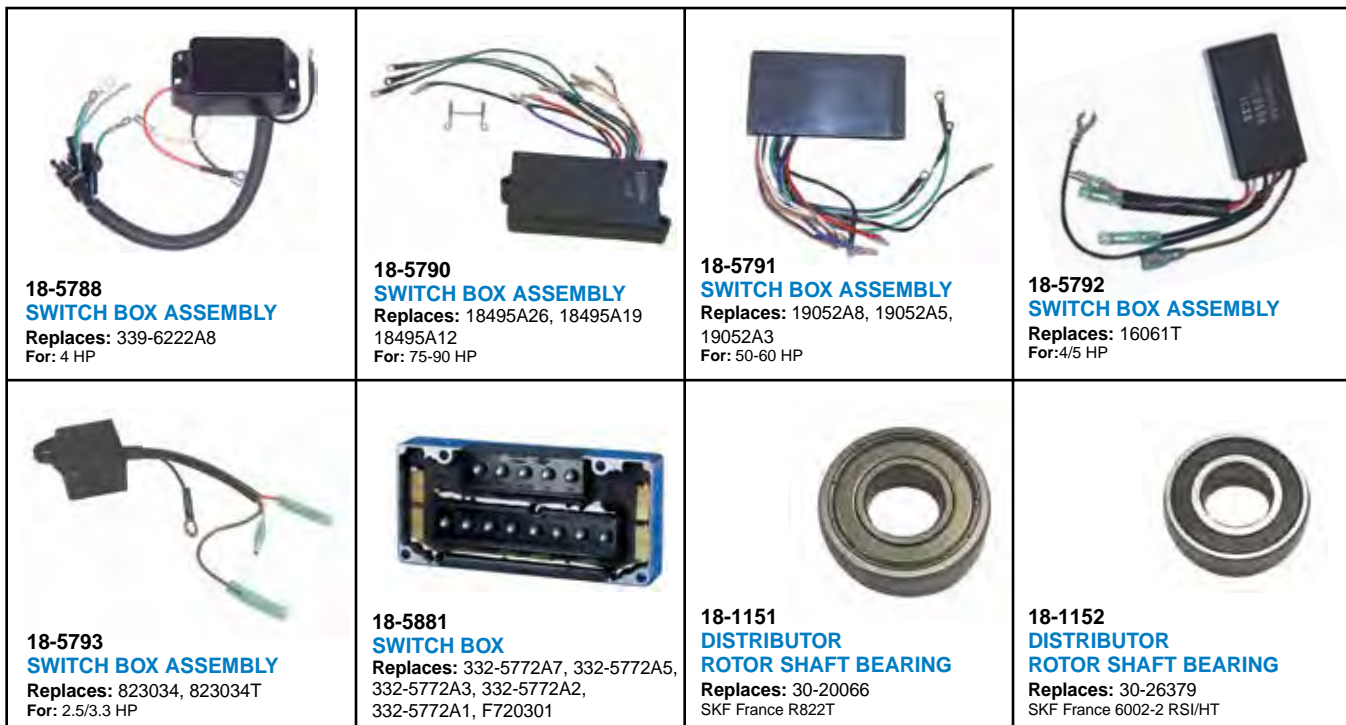 18-5788
SWITCH BOX ASSEMBLY
Replaces: 339-6222A8
For: 4 HP
18-5790
SWITCH BOX ASSEMBLY
Replaces: 18495A26, 18495A19
18495A12
For: 75-90 HP
18-5791
SWITCH BOX ASSEMBLY
Replaces: 19052A8, 19052A5,
19052A3
For: 50-60 HP
18-5792
SWITCH BOX ASSEMBLY
Replaces: 16061T
For:4/5 HP
18-5793
SWITCH BOX ASSEMBLY
Replaces: 823034, 823034T
For: 2.5/3.3 HP
18-5881
SWITCH BOX
Replaces: 332-5772A7, 332-5772A5,
332-5772A3, 332-5772A2,
332-5772A1, F720301
18-1151
DISTRIBUTOR
ROTOR SHAFT BEARING
Replaces: 30-20066
SKF France R822T
18-1152
DISTRIBUTOR
ROTOR SHAFT BEARING
Replaces: 30-26379
SKF France 6002-2 RSI/HT